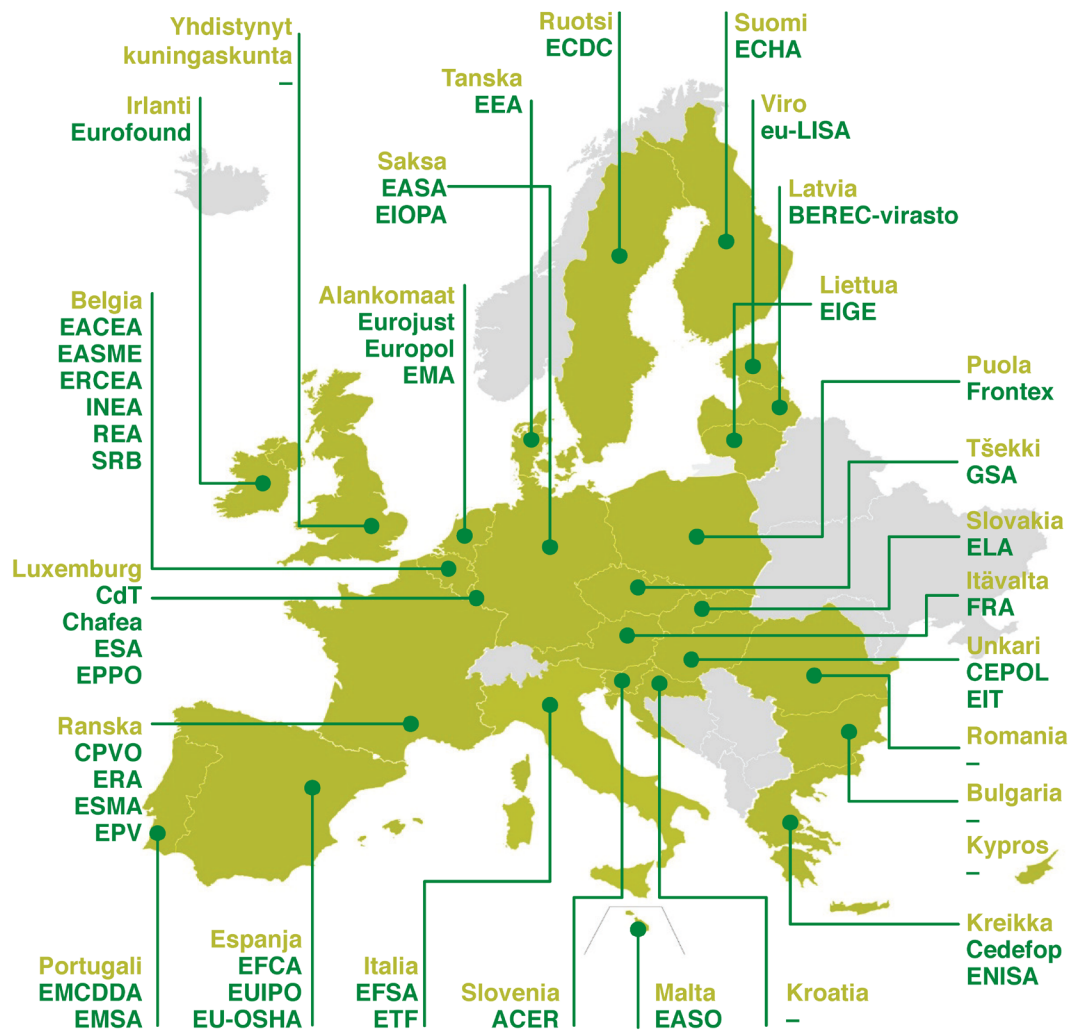 Yhdistynyt
kuningaskunta
–
Irlanti
Eurofound
Ruotsi
ECDC
Suomi
ECHA
Tanska
EEA
Viro
eu-LISA
Saksa
EASA
EIOPA
Latvia
BEREC-virasto
Liettua
EIGE
Belgia
EACEA
EASME
ERCEA
INEA
REA
SRB
Alankomaat
Eurojust
Europol
EMA
Puola
Frontex
Tšekki
GSA
Slovakia
ELA
Itävalta
FRA
Unkari
CEPOL
EIT
Luxemburg
CdT
Chafea
ESA
EPPO
Ranska
CPVO
ERA
ESMA
EPV
Romania
–
Bulgaria
–
Kypros
–
Kreikka
Cedefop
ENISA
Portugali
EMCDDA
EMSA
Espanja
EFCA
EUIPO
EU-OSHA
Italia
EFSA
ETF
Slovenia
ACER
Malta
EASO
Kroatia
–